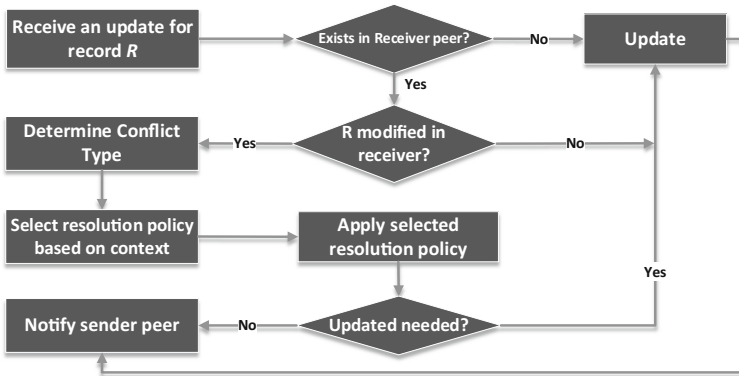 Receive an update for
record R
Exists in Receiver peer?
No
Update
Yes
Determine Conflict
Type
Yes
R modified in
receiver?
No
Select resolution policy
based on context
Apply selected
resolution policy
Yes
Notify sender peer
No
Updated needed?